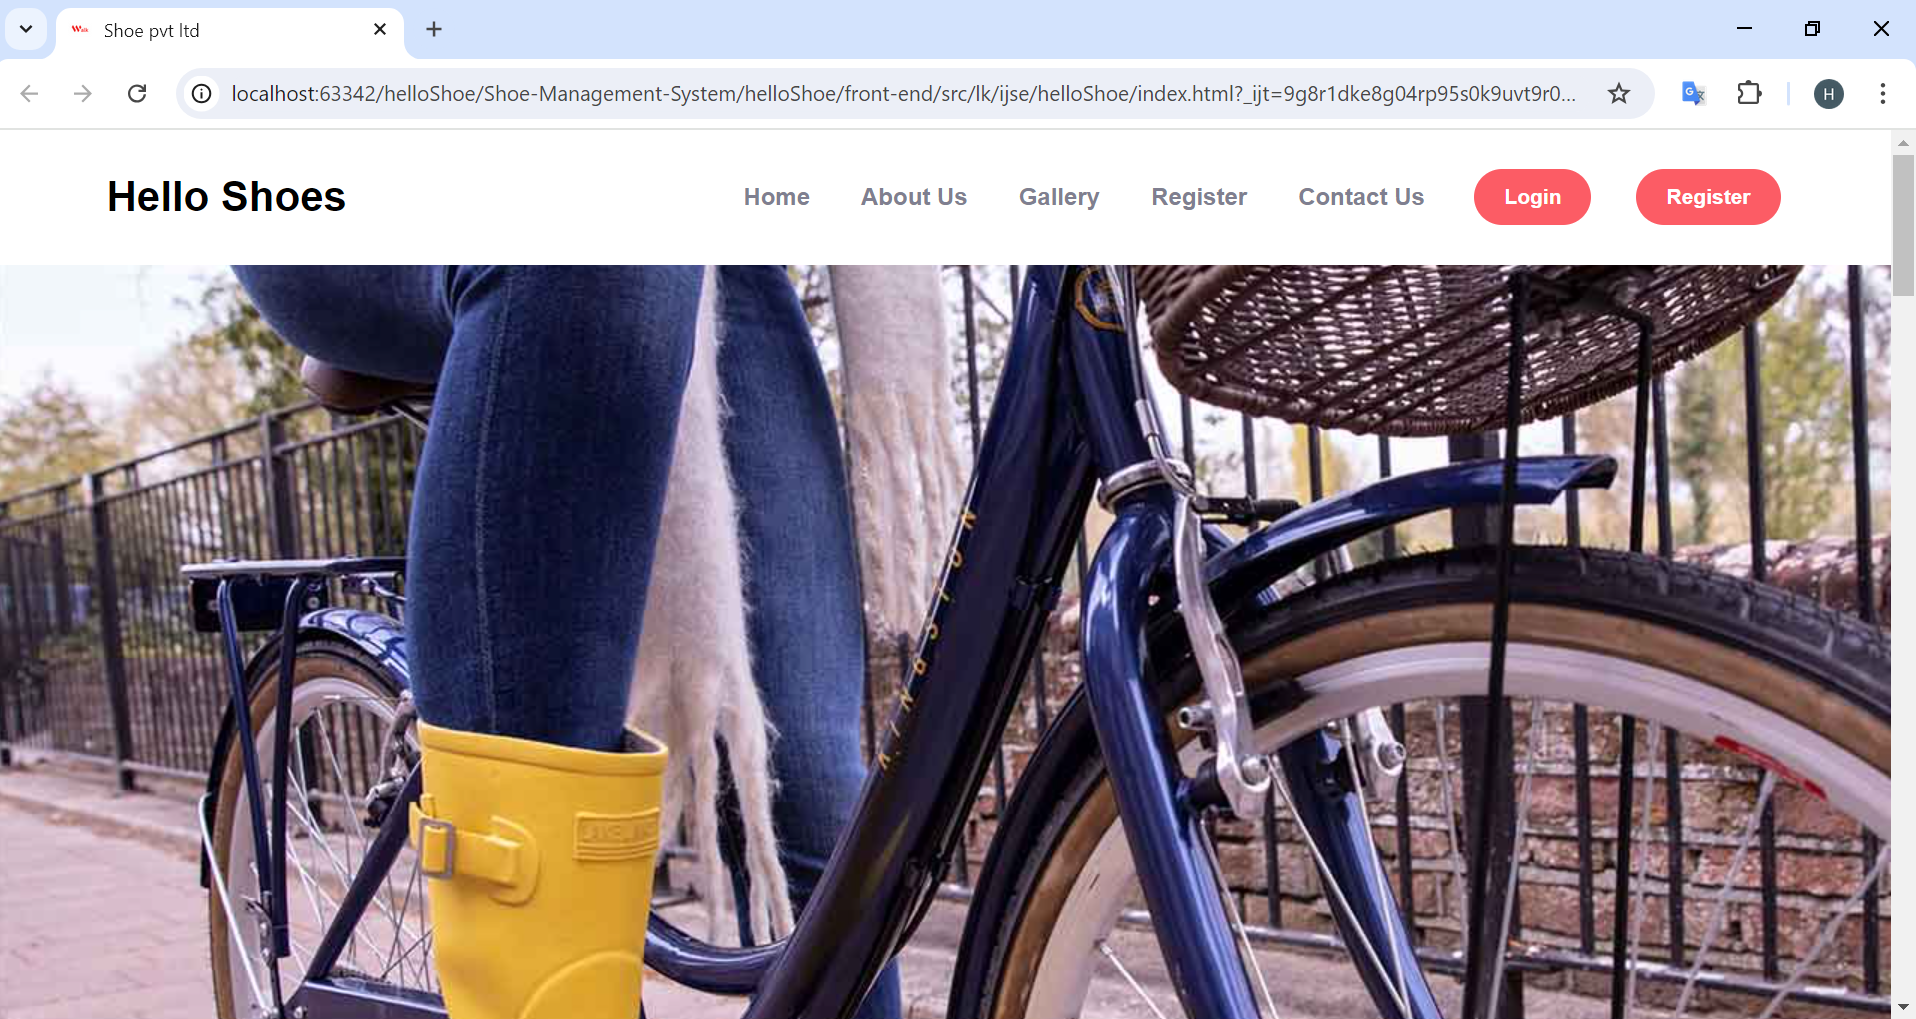 Shoe pvt ltd
localhost:63342/helloShoe/Shoe-Management-System/helloShoe/front-end/src/lk/ijse/helloShoe/index.html?_ijt=9g8r1dke8g04rp95s0k9uvt9r0...
H
Hello Shoes
Home
About Us
Gallery
Register
Contact Us
Login
Register